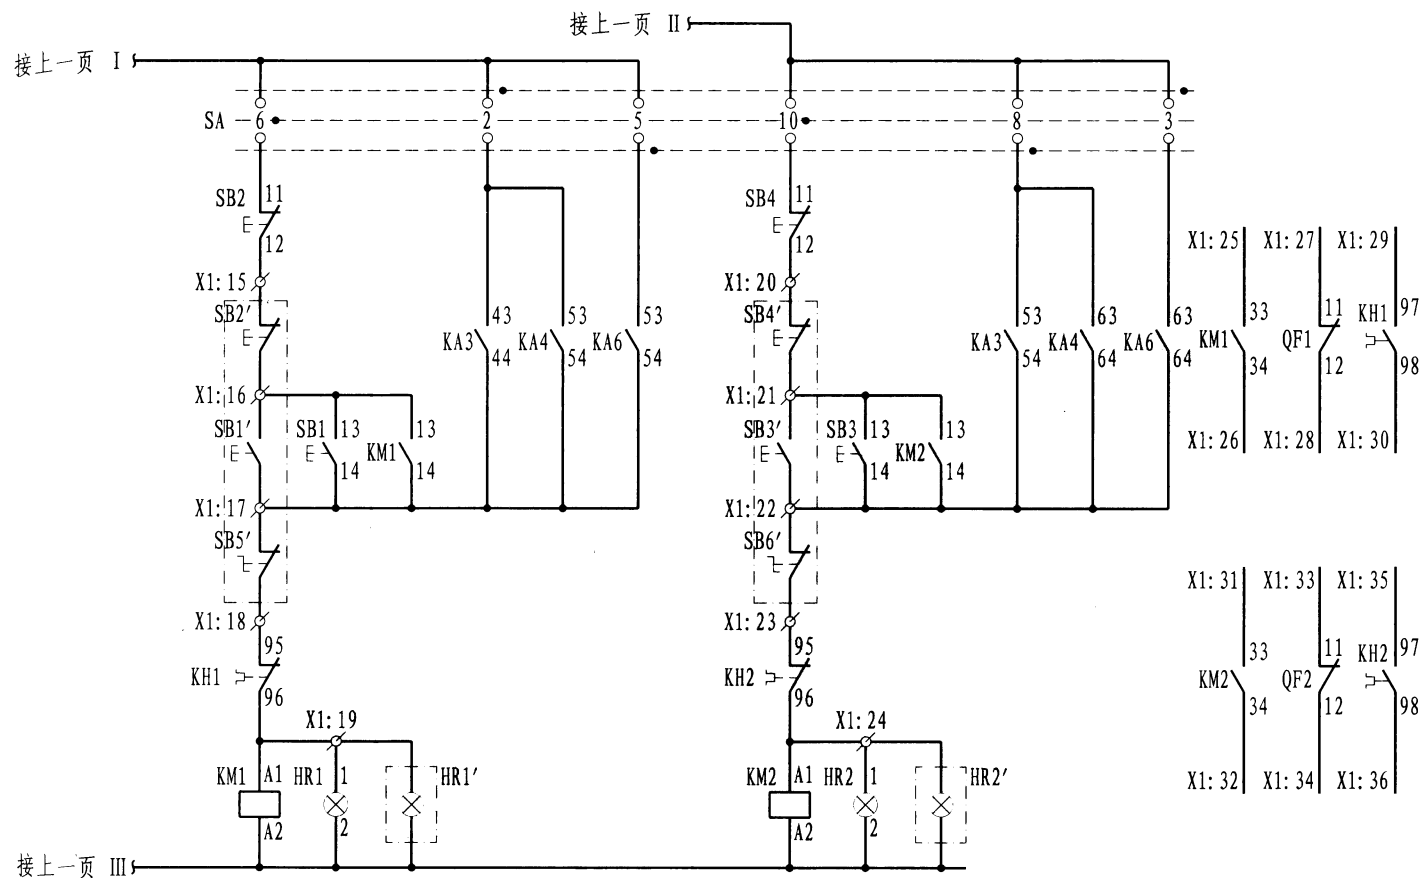 接上一页 II
接上一页 I
SA 6 2 5 10 8 3
SB2 11 SB4 11
12 12 X1:25 X1:27 X1:29
X1:15 X1:20
SB2′ 43 53 53 SB4′ 53 63 63 33 11 KH1 97
KA3 KA4 KA6 KA3 KA4 KA6 KM1 QF1
44 54 54 54 64 64 34 12 98
X1:16 X1:21
SB1′ SB1 13 13 SB3′ SB3 13 13 X1:26 X1:28 X1:30
KM1 KM2
14 14 14 14
X1:17 X1:22
SB5′ SB6′
X1:31 X1:33 X1:35
X1:18 X1:23
95 95 33 11 KH2 97
KH1 KH2 KM2 QF2
96 96 34 12 98
X1:19 X1:24
KM1 A1 HR1 1 HR1′ KM2 A1 HR2 1 HR2′ X1:32 X1:34 X1:36
A2 2 A2 2
接上一页 III